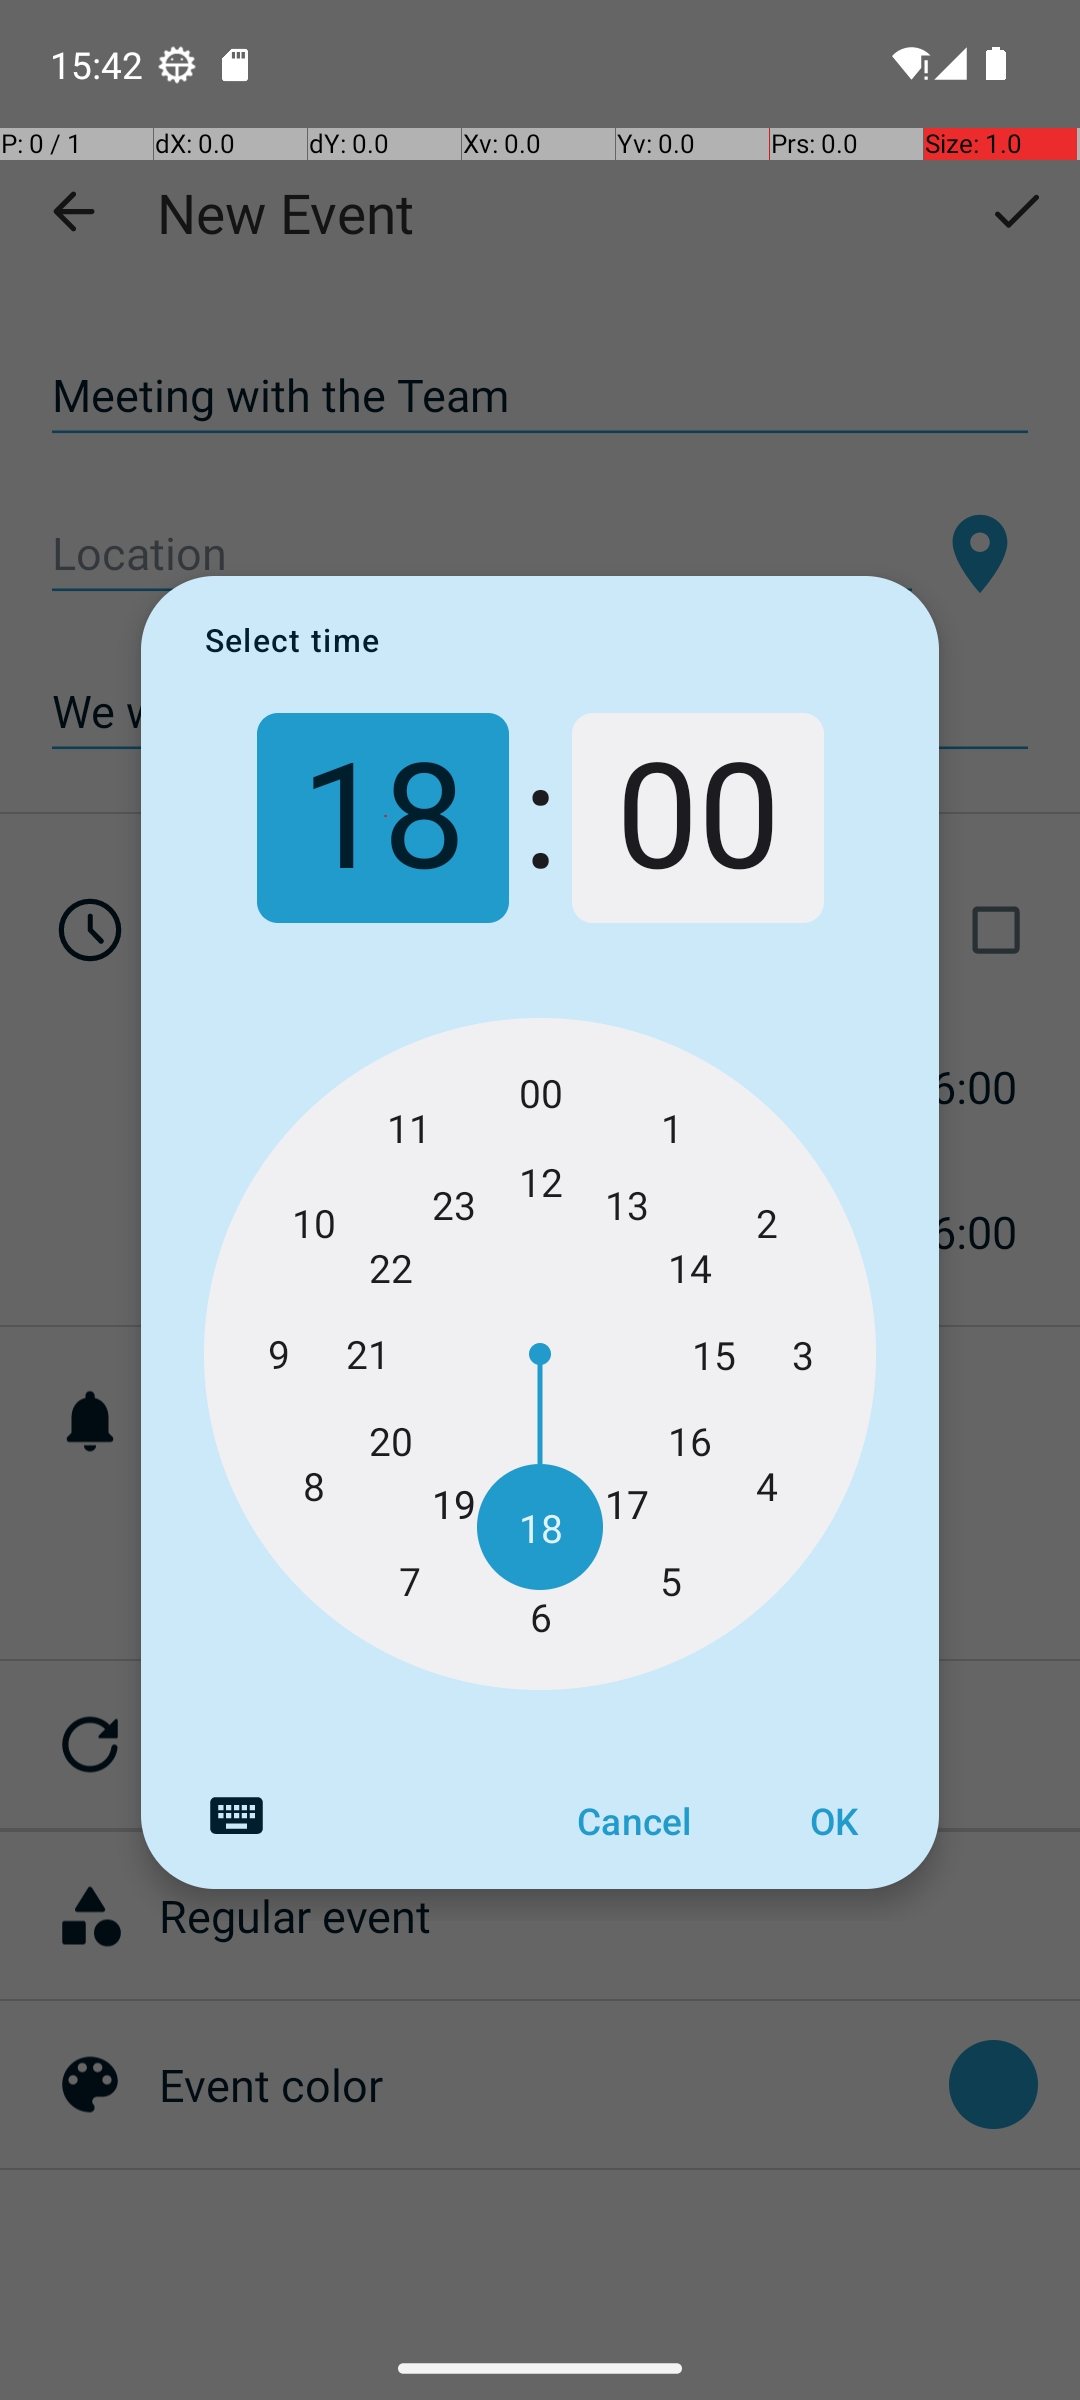 15:42
P: 0 / 1 dX: 0.0 dY: 0.0 Xv: 0.0 Yv: 0.0 Prs: 0.0 Size: 1.0
New Event
Meeting with the Team
Location
Select time
We
18:00
00
11 1
12
23 13
10 2
22 14
6:00
6:00
9 21 15 3
20 16
8 4
19 18 17
7 5
6
Cancel OK
Regular event
Event color